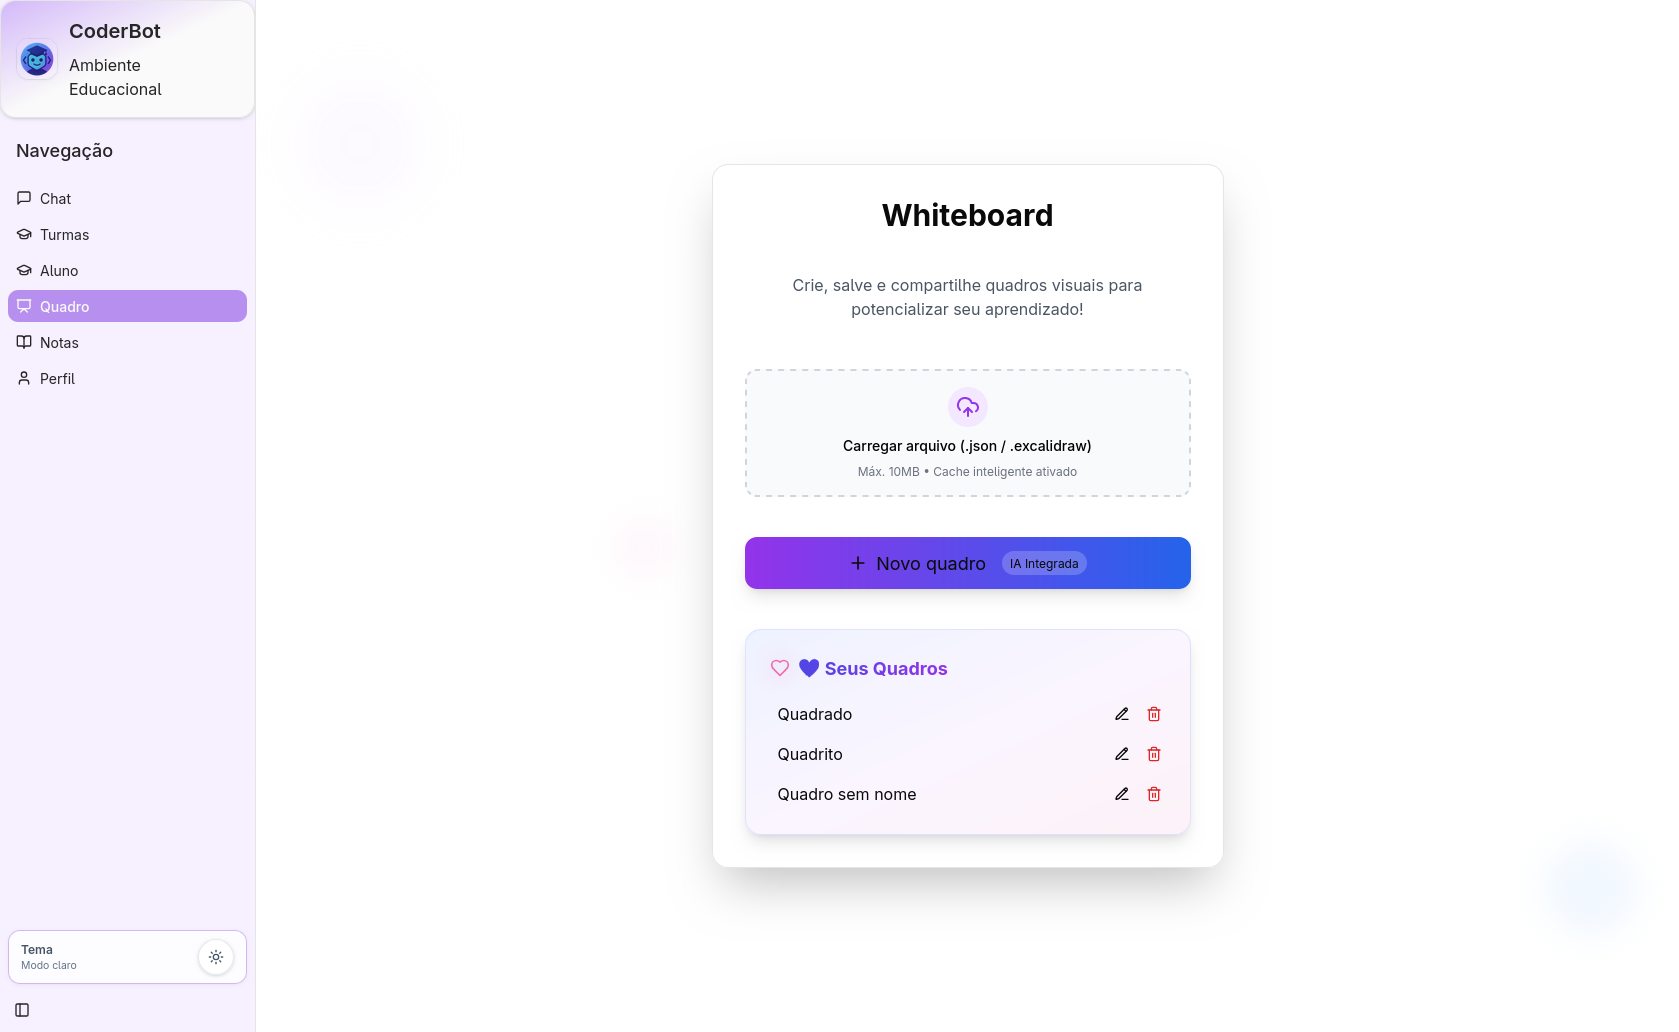 CoderBot
Ambiente
Educacional
Navegação
Chat
Turmas
Aluno
Quadro
Notas
Perfil
Tema
Modo claro
Whiteboard
Crie, salve e compartilhe quadros visuais para
potencializar seu aprendizado!
Carregar arquivo (.json / .excalidraw)
Máx. 10MB • Cache inteligente ativado
Novo quadro IA Integrada
💜 Seus Quadros
Quadrado
Quadrito
Quadro sem nome